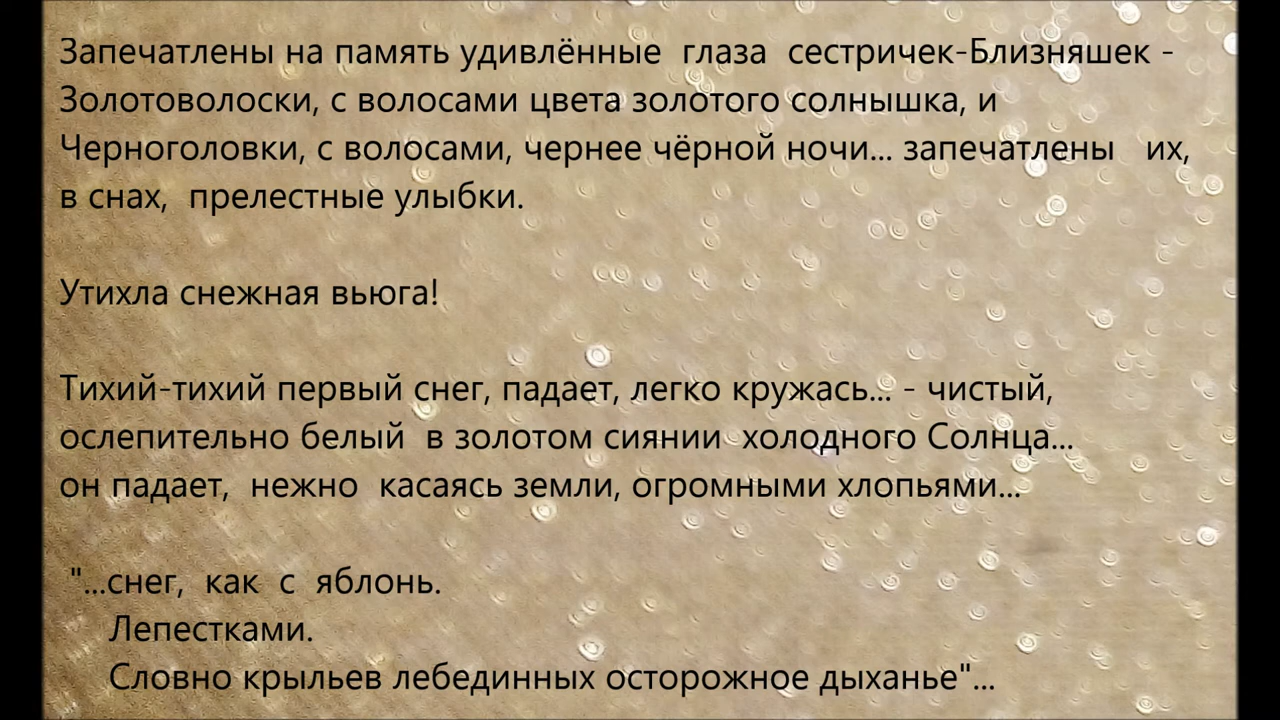 Запечатлены на память удивлённые  глаза  сестричек-Близняшек -
Золотоволоски, с волосами цвета золотого солнышка, и
Черноголовки, с волосами, чернее чёрной ночи... запечатлены   их,
в снах,  прелестные улыбки.
Утихла снежная вьюга!
Тихий-тихий первый снег, падает, легко кружась... - чистый,
ослепительно белый  в золотом сиянии  холодного Солнца...
он падает,  нежно  касаясь земли, огромными хлопьями...
"...снег,  как  с  яблонь.
Лепестками.
Словно крыльев лебединных осторожное дыханье"...